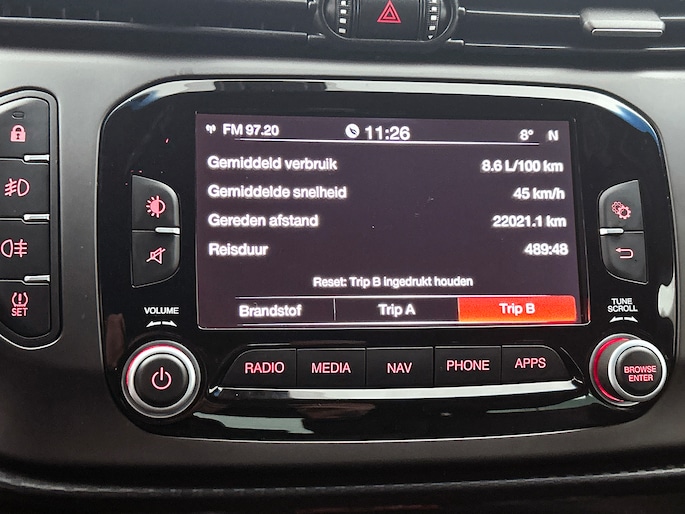 FM 97.20 11:26 8° N
Gemiddeld verbruik 8.6 L/100 km
Gemiddelde snelheid 45 km/h
Gereden afstand 22021.1 km
Reisduur 489:48
Reset: Trip B ingedrukt houden
Brandstof Trip A Trip B
SET
VOLUME
TUNE
SCROLL
RADIO MEDIA NAV PHONE APPS
BROWSE
ENTER